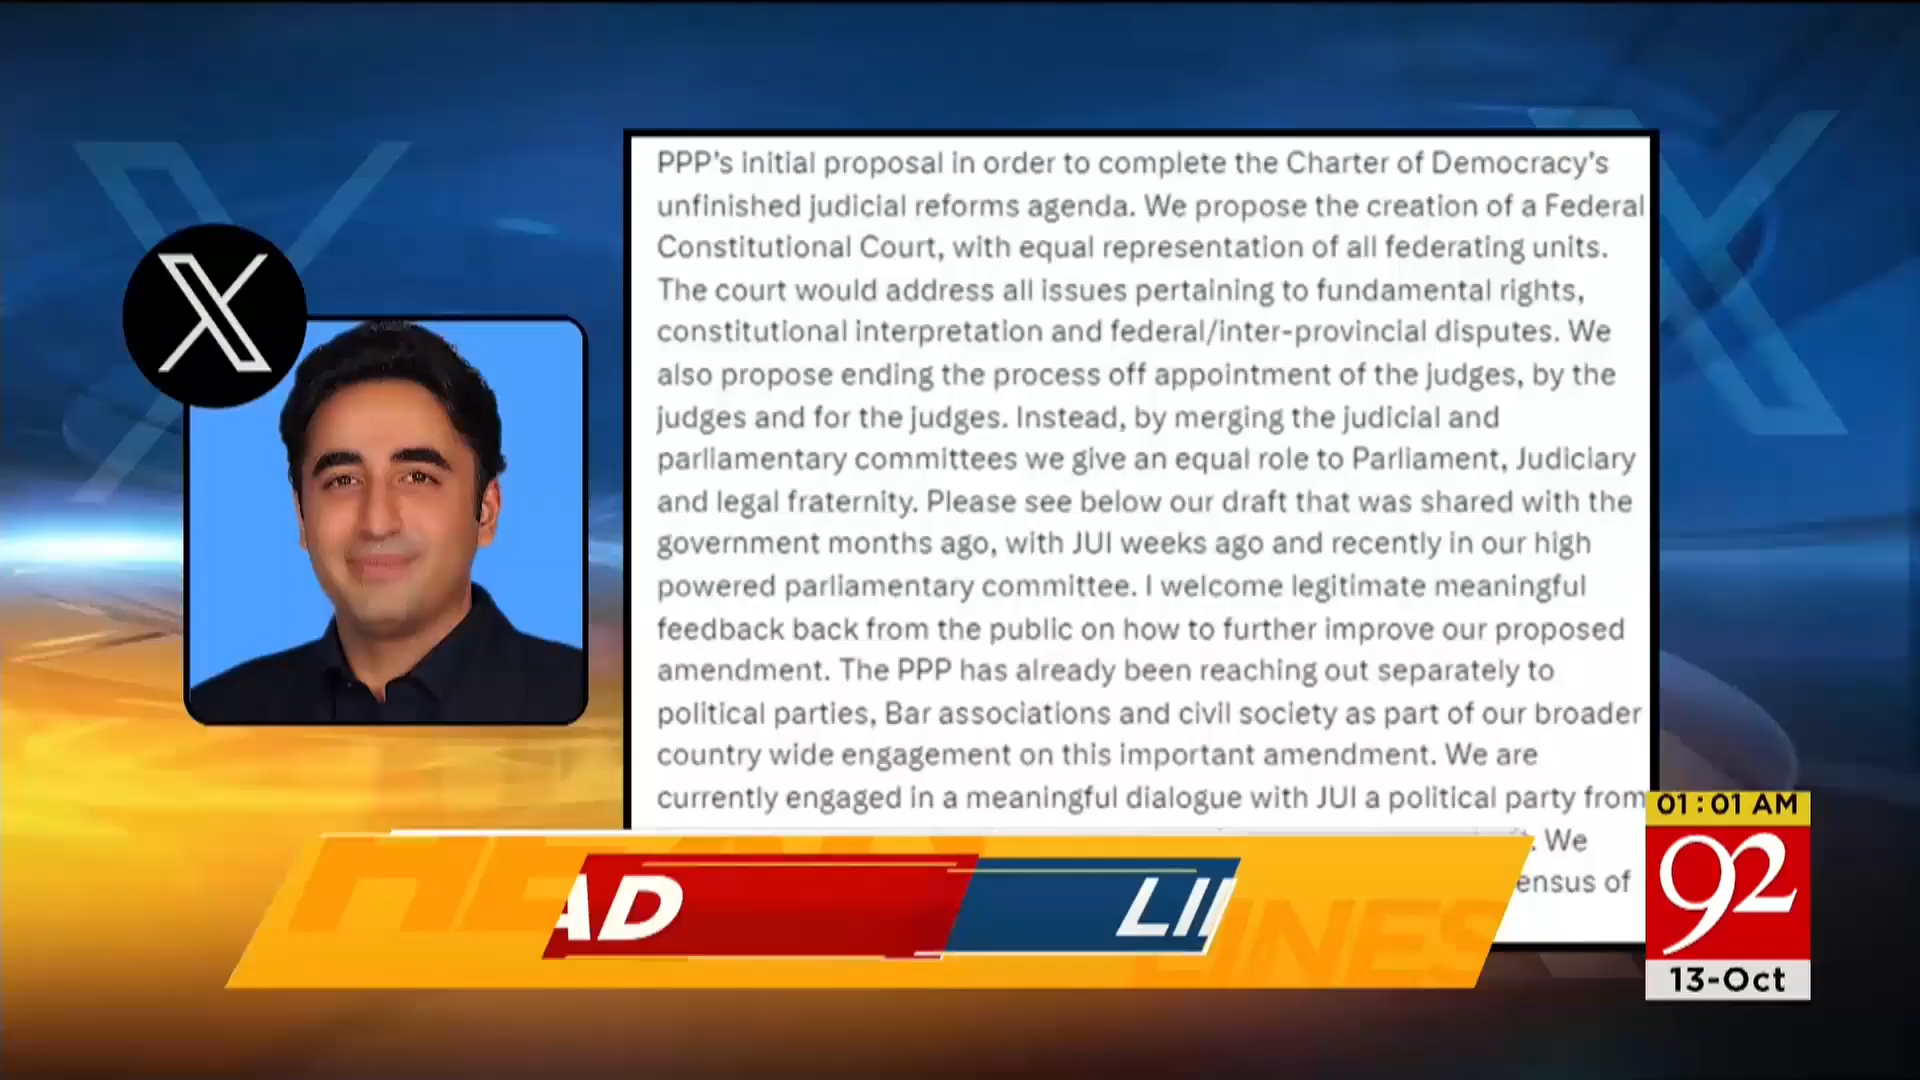 PPP's initial proposal in order to complete the Charter of Democracy's
unfinished judicial reforms agenda. We propose the creation of a Federal
Constitutional Court, with equal representation of all federating units.
The court would address all issues pertaining to fundamental rights,
constitutional interpretation and federal/inter-provincial disputes. We
also propose ending the process off appointment of the judges, by the
judges and for the judges. Instead, by merging the judicial and
parliamentary committees we give an equal role to Parliament, Judiciary
and legal fraternity. Please see below our draft that was shared with the
government months ago, with JUI weeks ago and recently in our high
powered parliamentary committee. I welcome legitimate meaningful
feedback back from the public on how to further improve our proposed
amendment. The PPP has already been reaching out separately to
political parties, Bar associations and civil society as part of our broader
country wide engagement on this important amendment. We are
currently engaged in a meaningful dialogue with JUI a political party from
. We
ensus of
HEAD
AD
LI
LINES
01:01 AM
92
13-Oct